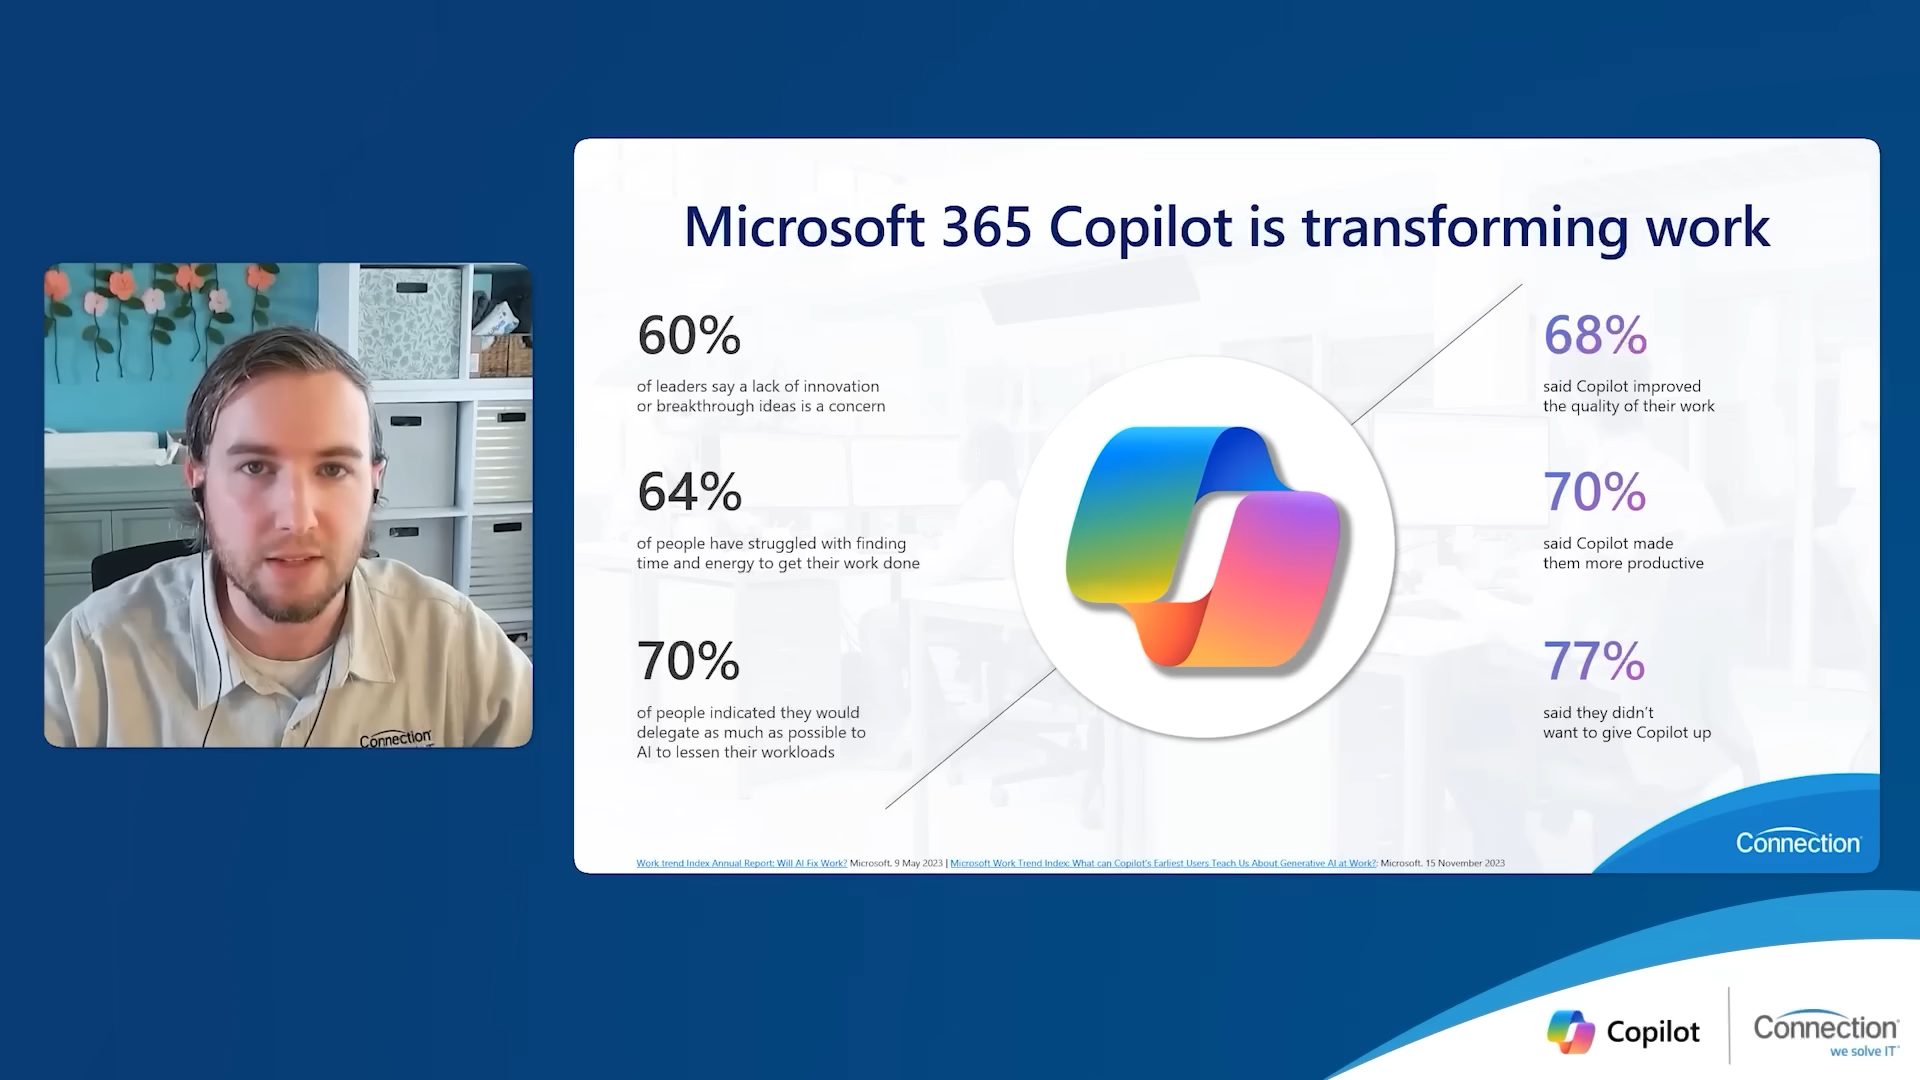 Microsoft 365 Copilot is transforming work
60%
of leaders say a lack of innovation
or breakthrough ideas is a concern
64%
of people have struggled with finding
time and energy to get their work done
70%
of people indicated they would
delegate as much as possible to
AI to lessen their workloads
68%
said Copilot improved
the quality of their work
70%
said Copilot made
them more productive
77%
said they didn't
want to give Copilot up
Work trend Index Annual Report: Will AI Fix Work? Microsoft. 9 May 2023 | Microsoft Work Trend Index: What can Copilot's Earliest Users Teach Us About Generative AI at Work?: Microsoft. 15 November 2023
Connection
Connection
Copilot
Connection
we solve IT